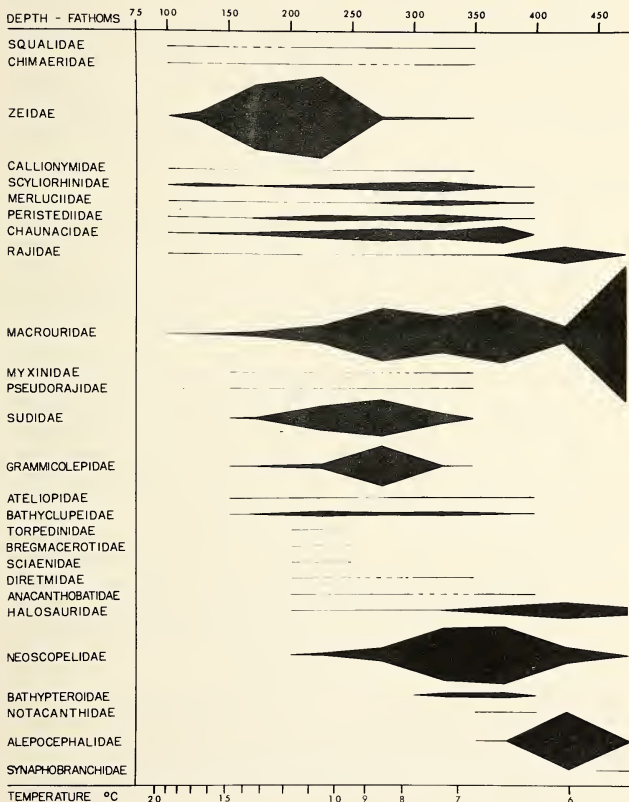 DEPTH - FATHOMS 75 100 150 200 250 300 350 400 450
SQUALIDAE
CHIMAERIDAE
ZEIDAE
CALLIONYMIDAE
SCYLIORHINIDAE
MERLUCIIDAE
PERISTEDIIDAE
CHAUNACIDAE
RAJIDAE
MACROURIDAE
MYXINIDAE
PSEUDORAJIDAE
SUDIDAE
GRAMMICOLEPIDAE
ATELIOPIDAE
BATHYCLUPEIDAE
TORPEDINIDAE
BREGMACEROTIDAE
SCIAENIDAE
DIRETMIDAE
ANACANTHOBATIDAE
HALOSAURIDAE
NEOSCOPELIDAE
BATHYPTEROIDAE
NOTACANTHIDAE
ALEPOCEPHALIDAE
SYNAPHOBRANCHIDAE
TEMPERATURE °C 20 15 10 9 8 7 6